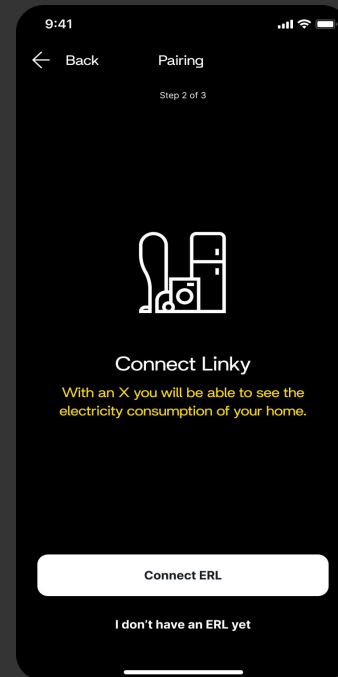 9:41
Back
Pairing
Step 2 of 3
Connect Linky
With an X you will be able to see the
electricity consumption of your home.
Connect ERL
I don't have an ERL yet